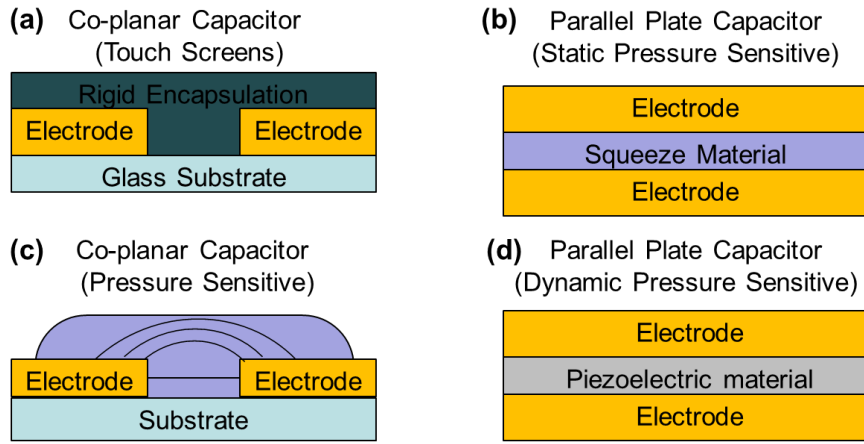 (a) Co-planar Capacitor
(Touch Screens)
Rigid Encapsulation
Electrode Electrode
Glass Substrate
(b) Parallel Plate Capacitor
(Static Pressure Sensitive)
Electrode
Squeeze Material
Electrode
(c) Co-planar Capacitor
(Pressure Sensitive)
Electrode Electrode
Substrate
(d) Parallel Plate Capacitor
(Dynamic Pressure Sensitive)
Electrode
Piezoelectric material
Electrode